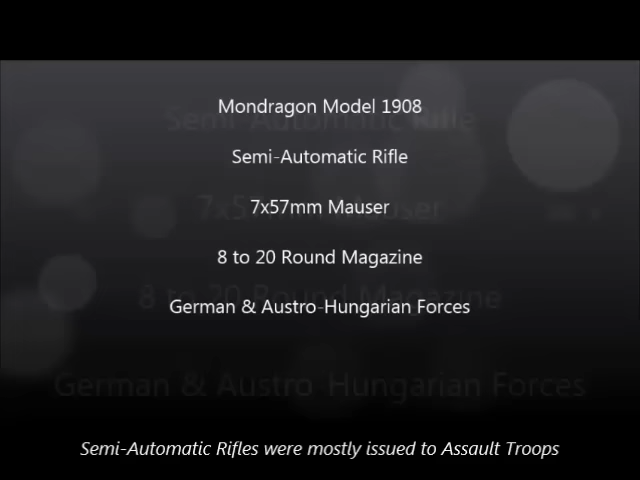 Mondragon Model 1908
Semi-Automatic Rifle
7x57mm Mauser
8 to 20 Round Magazine
German & Austro-Hungarian Forces
Semi-Automatic Rifles were mostly issued to Assault Troops